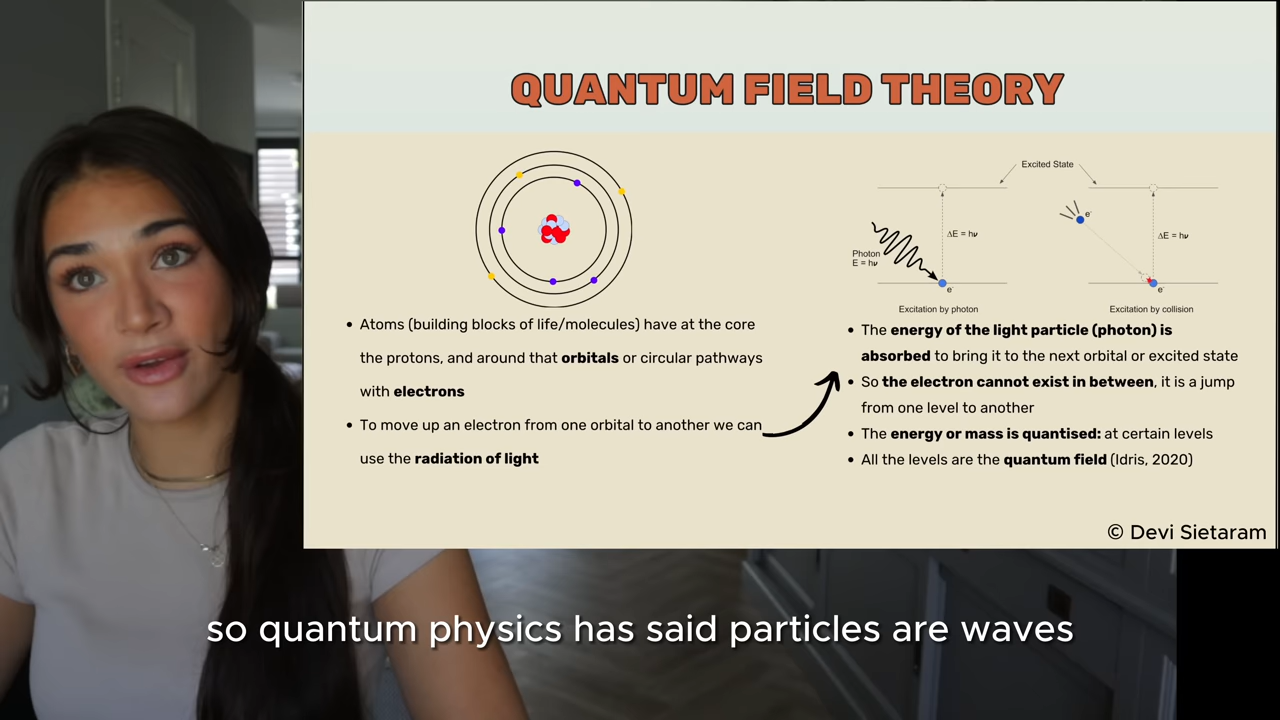 QUANTUM FIELD THEORY
Excited State
Photon
E = hν
ΔE = hν
e-
Excitation by photon
e-
ΔE = hν
e-
Excitation by collision
• Atoms (building blocks of life/molecules) have at the core
the protons, and around that orbitals or circular pathways
with electrons
• To move up an electron from one orbital to another we can
use the radiation of light
• The energy of the light particle (photon) is
absorbed to bring it to the next orbital or excited state
• So the electron cannot exist in between, it is a jump
from one level to another
• The energy or mass is quantised: at certain levels
• All the levels are the quantum field (Idris, 2020)
© Devi Sietaram
so quantum physics has said particles are waves